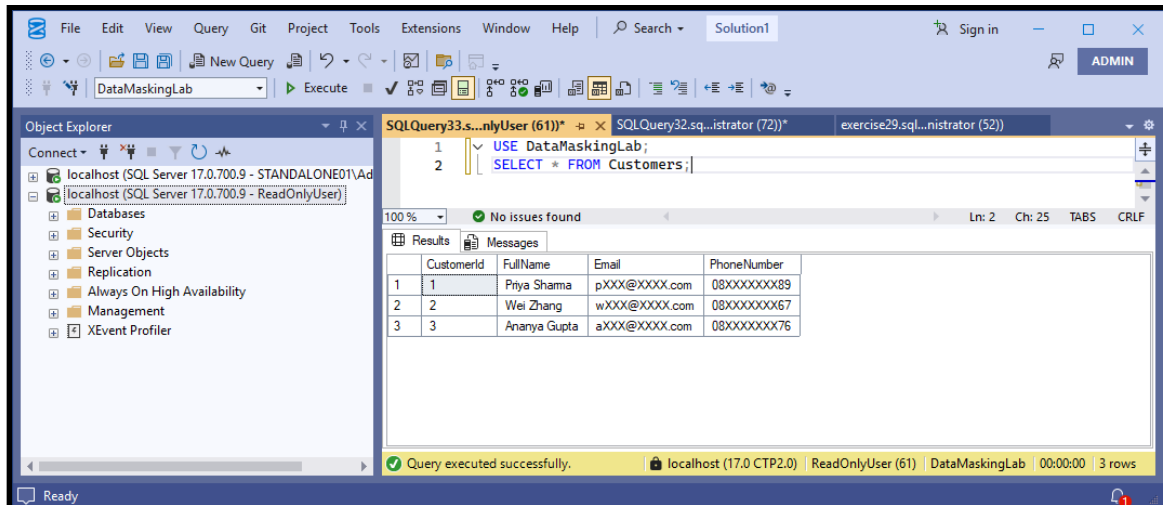 File Edit View Query Git Project Tools Extensions Window Help Search Solution1 Sign in
New Query ADMIN
DataMaskingLab Execute
Object Explorer
Connect
localhost (SQL Server 17.0.700.9 - STANDALONE01\Ad
localhost (SQL Server 17.0.700.9 - ReadOnlyUser)
Databases
Security
Server Objects
Replication
Always On High Availability
Management
XEvent Profiler
SQLQuery33.s...nlyUser (61))* SQLQuery32.sq...istrator (72))* exercise29.sql...nistrator (52))
1 USE DataMaskingLab;
2 SELECT * FROM Customers;
100 % No issues found Ln: 2 Ch: 25 TABS CRLF
Results Messages
CustomerId FullName Email PhoneNumber
1 1 Priya Sharma pXXX@XXXX.com 08XXXXXXX89
2 2 Wei Zhang wXXX@XXXX.com 08XXXXXXX67
3 3 Ananya Gupta aXXX@XXXX.com 08XXXXXXX76
Query executed successfully. localhost (17.0 CTP2.0) ReadOnlyUser (61) DataMaskingLab 00:00:00 3 rows
Ready 1